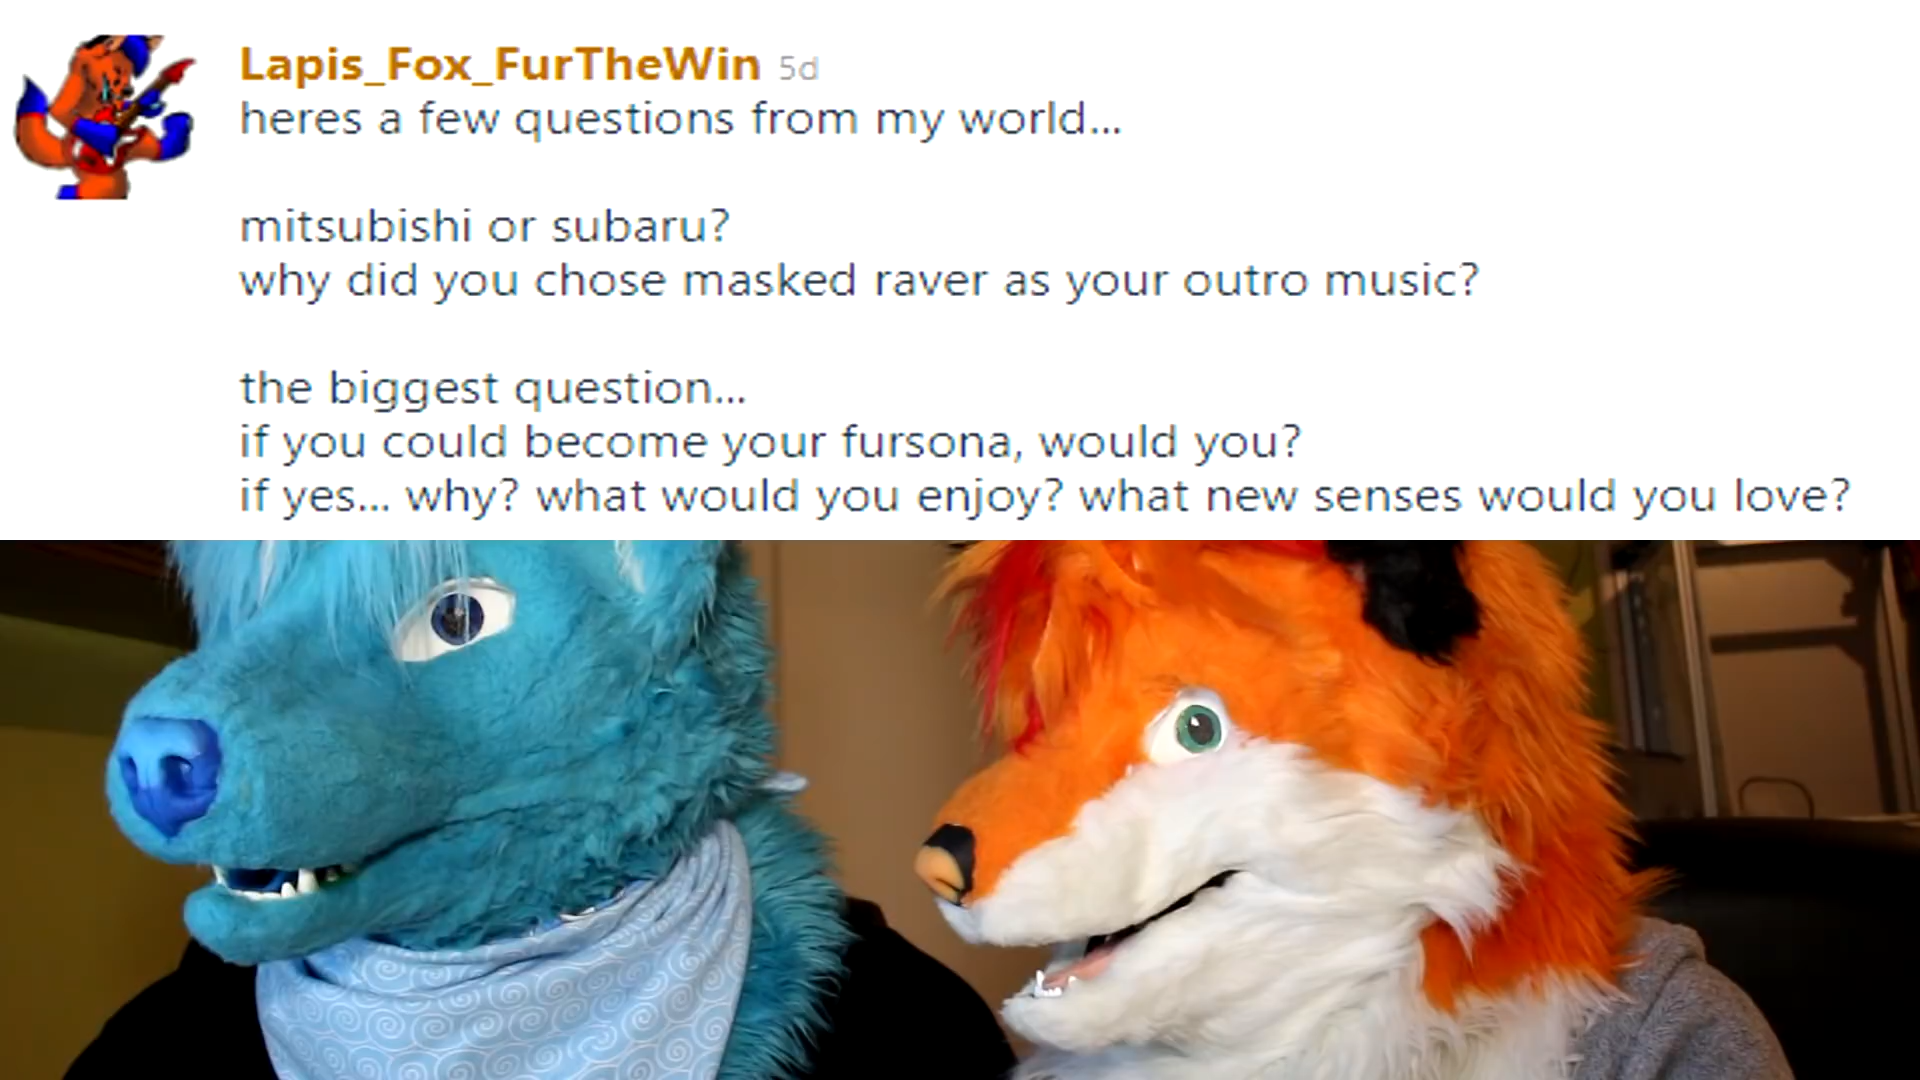 Lapis_Fox_FurTheWin 5d
heres a few questions from my world...
mitsubishi or subaru?
why did you chose masked raver as your outro music?
the biggest question...
if you could become your fursona, would you?
if yes... why? what would you enjoy? what new senses would you love?